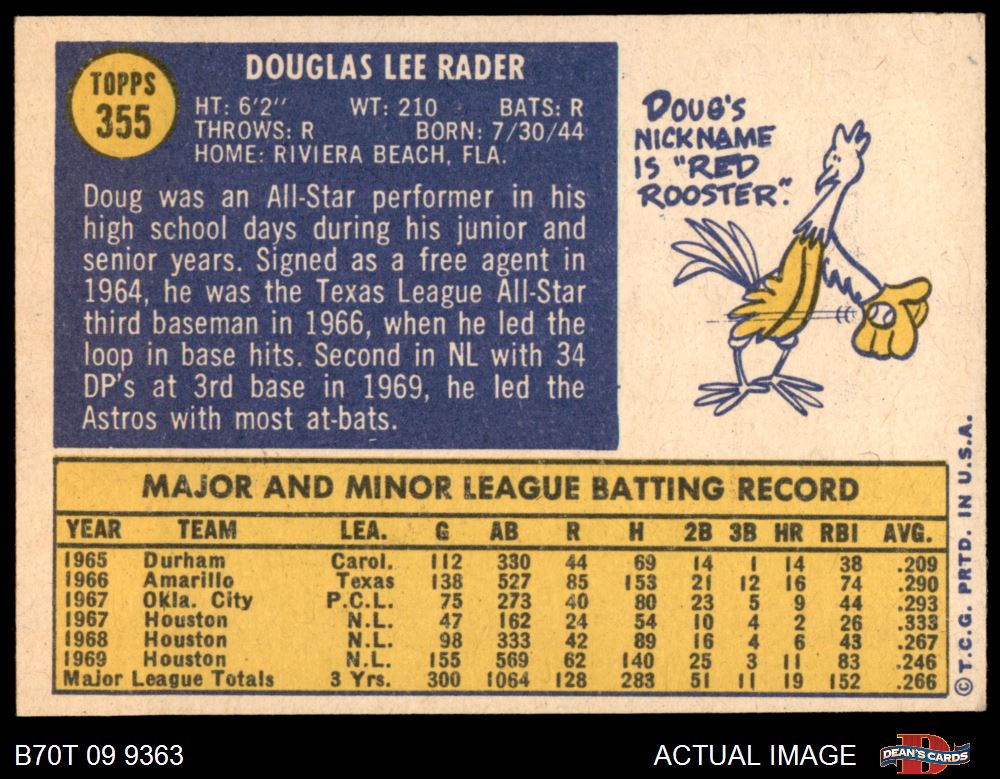 TOPPS
355
DOUGLAS LEE RADER
HT: 6'2" WT: 210 BATS: R
THROWS: R BORN: 7/30/44
HOME: RIVIERA BEACH, FLA.
Doug was an All-Star performer in his
high school days during his junior and
senior years. Signed as a free agent in
1964, he was the Texas League All-Star
third baseman in 1966, when he led the
loop in base hits. Second in NL with 34
DP's at 3rd base in 1969, he led the
Astros with most at-bats.
DOUG'S
NICKNAME
IS "RED
ROOSTER."
MAJOR AND MINOR LEAGUE BATTING RECORD
YEAR TEAM LEA. G AB R H 2B 3B HR RBI AVG.
1965 Durham Carol. 112 330 44 69 14 1 14 38 .209
1966 Amarillo Texas 138 527 85 153 21 12 16 74 .290
1967 Okla. City P.C.L. 75 273 40 80 23 5 9 44 .293
1967 Houston N.L. 47 162 24 54 10 4 2 26 .333
1968 Houston N.L. 98 333 42 89 16 4 6 43 .267
1969 Houston N.L. 155 569 62 140 25 3 11 83 .246
Major League Totals 3 Yrs. 300 1064 128 283 51 11 19 152 .266
© T.C.G. PRTD. IN U.S.A.
B70T 09 9363
ACTUAL IMAGE
DEAN'S CARDS